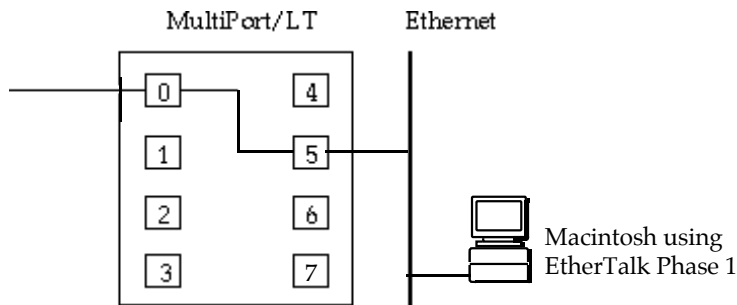 MultiPort/LT
Ethernet
0
4
1
5
2
6
3
7
Macintosh using
EtherTalk Phase 1